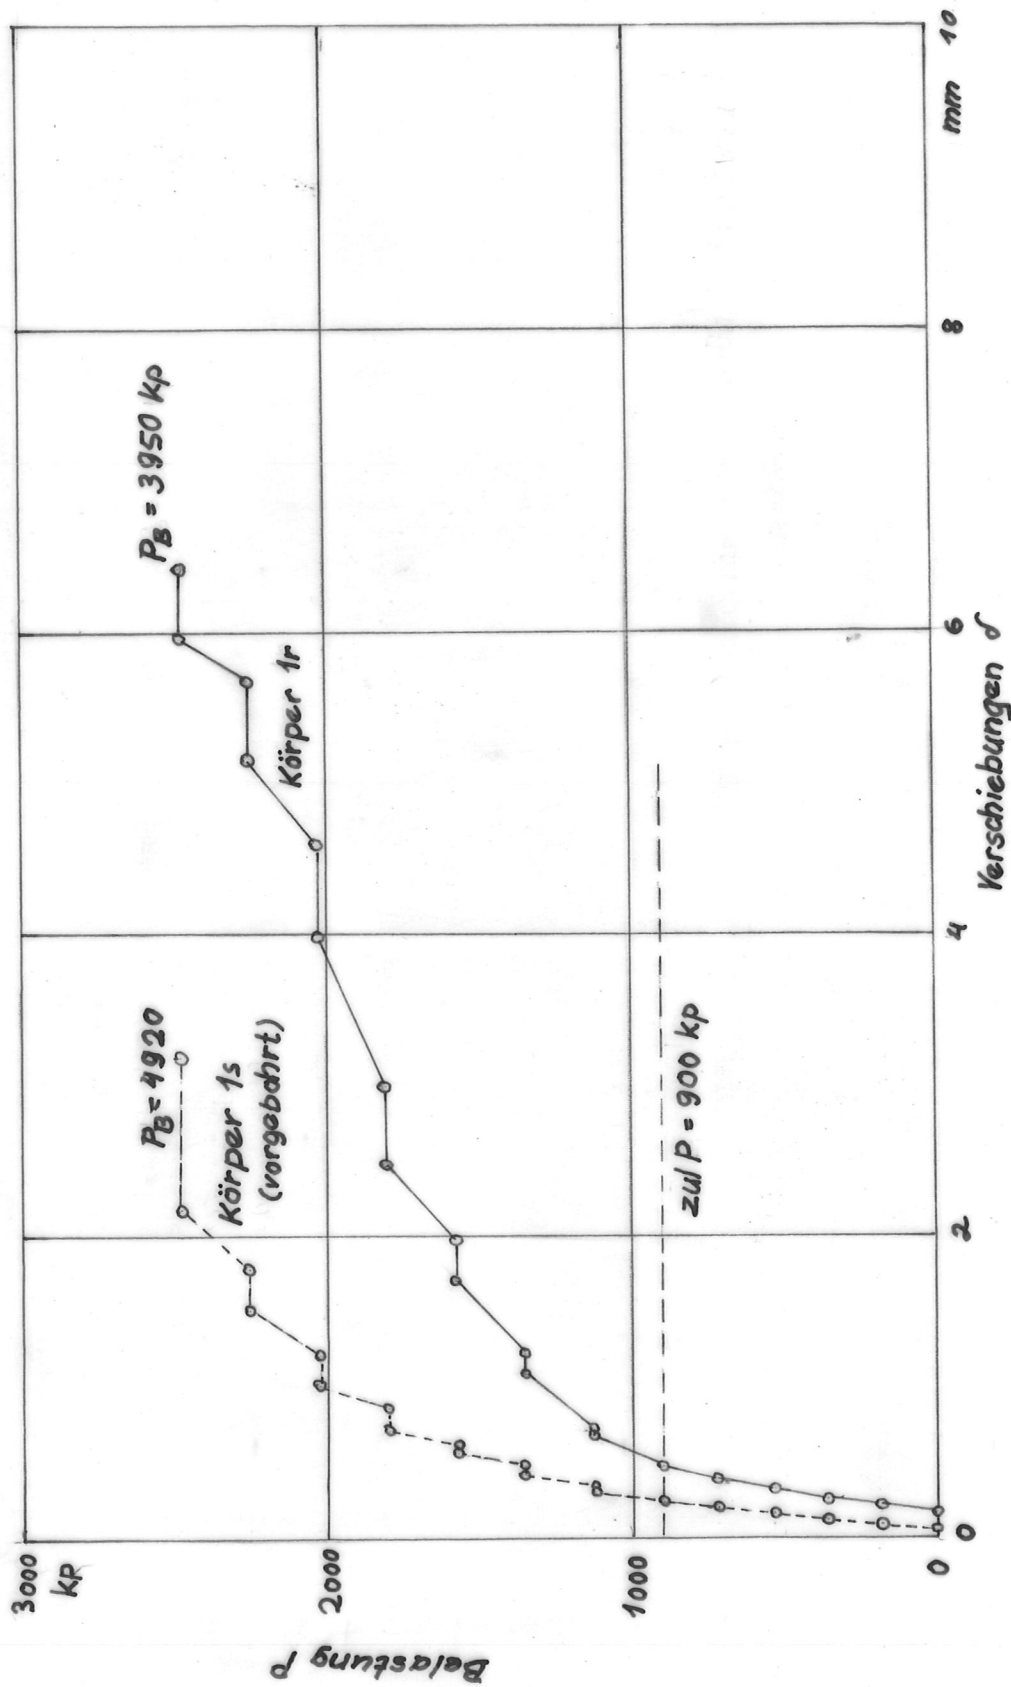 3000
kp
2000
1000
0
Belastung P
0
2
4
6
8
mm
10
Verschiebungen δ
P_B = 4920
Körper 1s
(vorgebohrt)
P_B = 3950 kp
Körper 1r
zul P = 900 kp